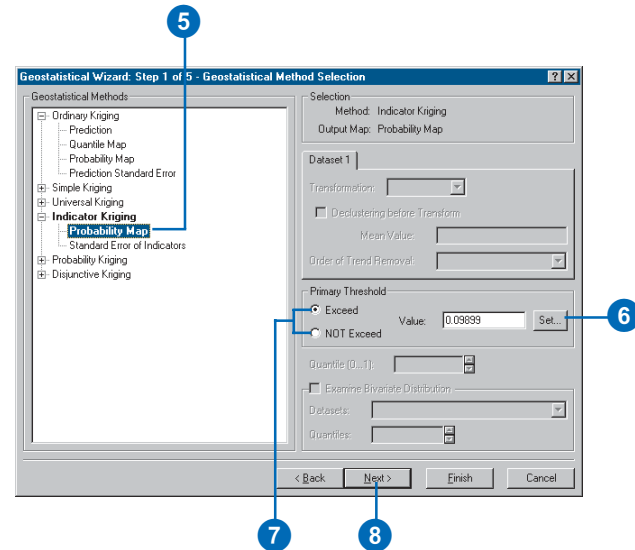 5
Geostatistical Wizard: Step 1 of 5 - Geostatistical Method Selection
Geostatistical Methods
Ordinary Kriging
Prediction
Quantile Map
Probability Map
Prediction Standard Error
Simple Kriging
Universal Kriging
Indicator Kriging
Probability Map
Standard Error of Indicators
Probability Kriging
Disjunctive Kriging
Selection
Method: Indicator Kriging
Output Map: Probability Map
Dataset 1
Transformation:
Declustering before Transform
Mean Value:
Order of Trend Removal:
Primary Threshold
Exceed
NOT Exceed
Value: 0.09899 Set...
6
7
Quantile (0...1):
Examine Bivariate Distribution
Datasets:
Quantiles:
< Back Next > Finish Cancel
8